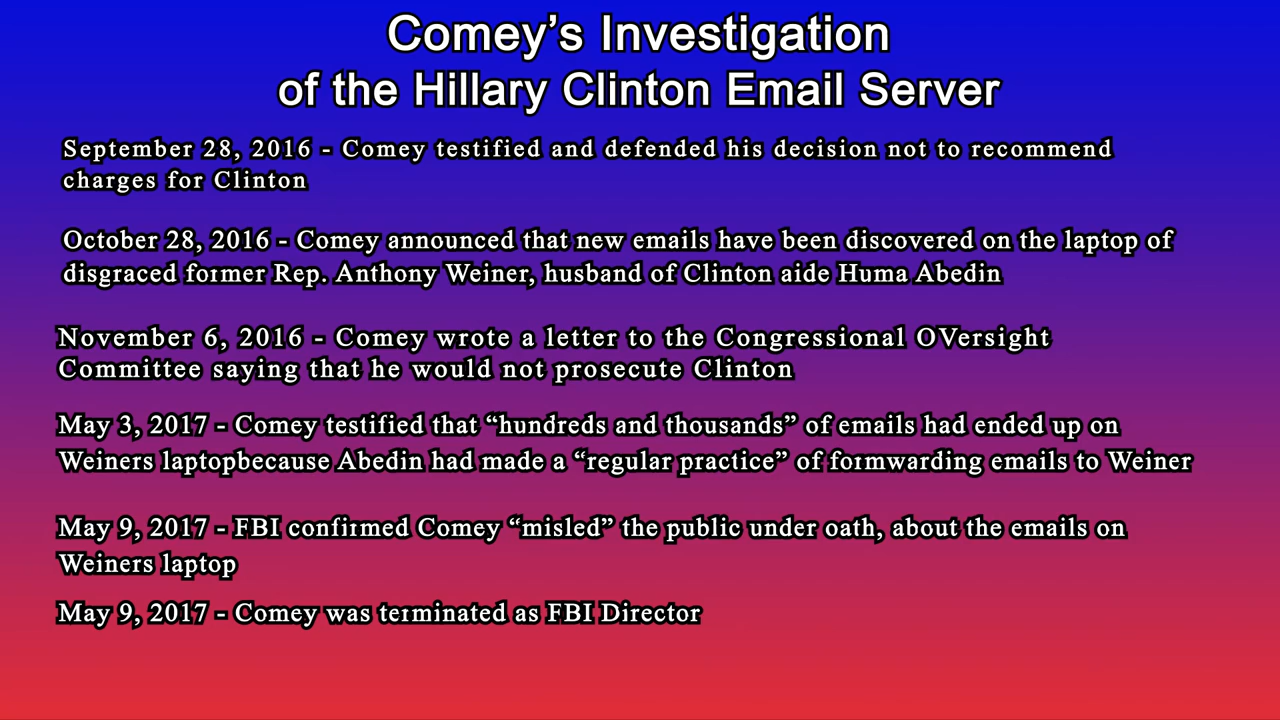 Comey’s Investigation
of the Hillary Clinton Email Server
September 28, 2016 - Comey testified and defended his decision not to recommend
charges for Clinton
October 28, 2016 - Comey announced that new emails have been discovered on the laptop of
disgraced former Rep. Anthony Weiner, husband of Clinton aide Huma Abedin
November 6, 2016 - Comey wrote a letter to the Congressional OVersight
Committee saying that he would not prosecute Clinton
May 3, 2017 - Comey testified that “hundreds and thousands” of emails had ended up on
Weiners laptopbecause Abedin had made a “regular practice” of formwarding emails to Weiner
May 9, 2017 - FBI confirmed Comey “misled” the public under oath, about the emails on
Weiners laptop
May 9, 2017 - Comey was terminated as FBI Director